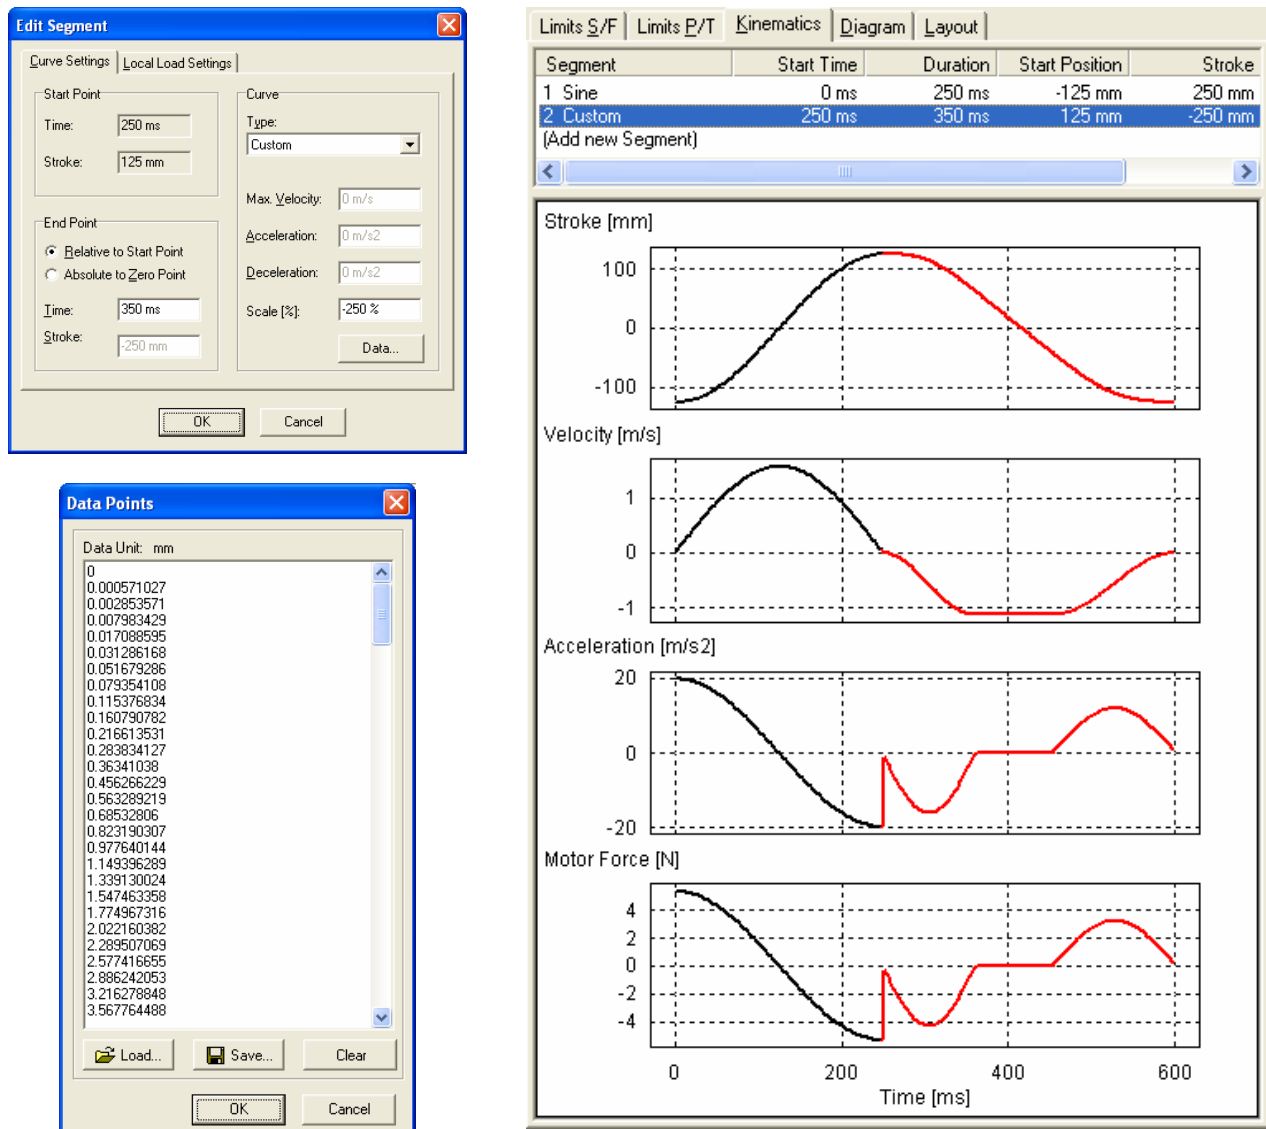 Edit Segment
Curve Settings
Local Load Settings
Start Point
Time: 250 ms
Stroke: 125 mm
End Point
Relative to Start Point
Absolute to Zero Point
Time: 350 ms
Stroke: -250 mm
Curve
Type:
Custom
Max. Velocity: 0 m/s
Acceleration: 0 m/s2
Deceleration: 0 m/s2
Scale [%]: -250 %
Data...
OK Cancel
Data Points
Data Unit: mm
0
0.000571027
0.002853571
0.007983429
0.017088595
0.031286168
0.051679286
0.079354108
0.115376834
0.160790782
0.216613531
0.283834127
0.36341038
0.456266229
0.563289219
0.68532806
0.823190307
0.977640144
1.149396289
1.339130024
1.547463358
1.774967316
2.022160382
2.289507069
2.577416655
2.886242053
3.216278848
3.567764488
Load... Save... Clear
OK Cancel
Limits S/F Limits P/T Kinematics Diagram Layout
Segment Start Time Duration Start Position Stroke
1 Sine 0 ms 250 ms -125 mm 250 mm
2 Custom 250 ms 350 ms 125 mm -250 mm
(Add new Segment)
Stroke [mm]
100
0
-100
Velocity [m/s]
1
0
-1
Acceleration [m/s2]
20
0
-20
Motor Force [N]
4
2
0
-2
-4
0 200 400 600
Time [ms]